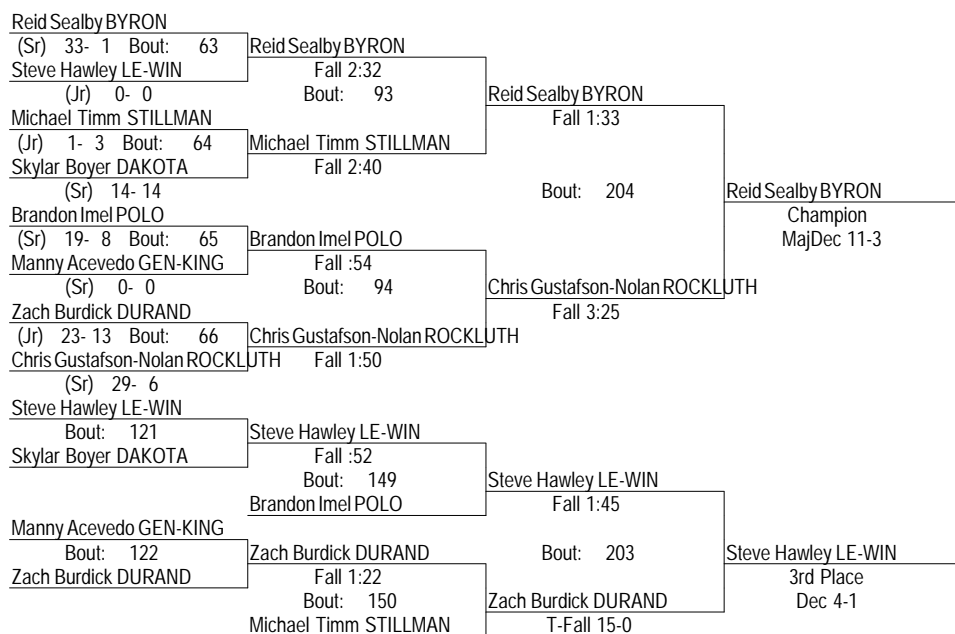 Reid Sealby BYRON
(Sr) 33- 1 Bout: 63 Reid Sealby BYRON
Steve Hawley LE-WIN Fall 2:32
(Jr) 0- 0 Bout: 93 Reid Sealby BYRON
Michael Timm STILLMAN Fall 1:33
(Jr) 1- 3 Bout: 64 Michael Timm STILLMAN
Skylar Boyer DAKOTA Fall 2:40
(Sr) 14- 14 Bout: 204 Reid Sealby BYRON
Brandon Imel POLO Champion
(Sr) 19- 8 Bout: 65 Brandon Imel POLO MajDec 11-3
Manny Acevedo GEN-KING Fall :54
(Sr) 0- 0 Bout: 94 Chris Gustafson-Nolan ROCKLUTH
Zach Burdick DURAND Fall 3:25
(Jr) 23- 13 Bout: 66 Chris Gustafson-Nolan ROCKLUTH
Chris Gustafson-Nolan ROCKLUTH Fall 1:50
(Sr) 29- 6
Steve Hawley LE-WIN
Bout: 121 Steve Hawley LE-WIN
Skylar Boyer DAKOTA Fall :52
Bout: 149 Steve Hawley LE-WIN
Brandon Imel POLO Fall 1:45
Manny Acevedo GEN-KING
Bout: 122 Zach Burdick DURAND Bout: 203 Steve Hawley LE-WIN
Zach Burdick DURAND Fall 1:22 3rd Place
Bout: 150 Zach Burdick DURAND Dec 4-1
Michael Timm STILLMAN T-Fall 15-0